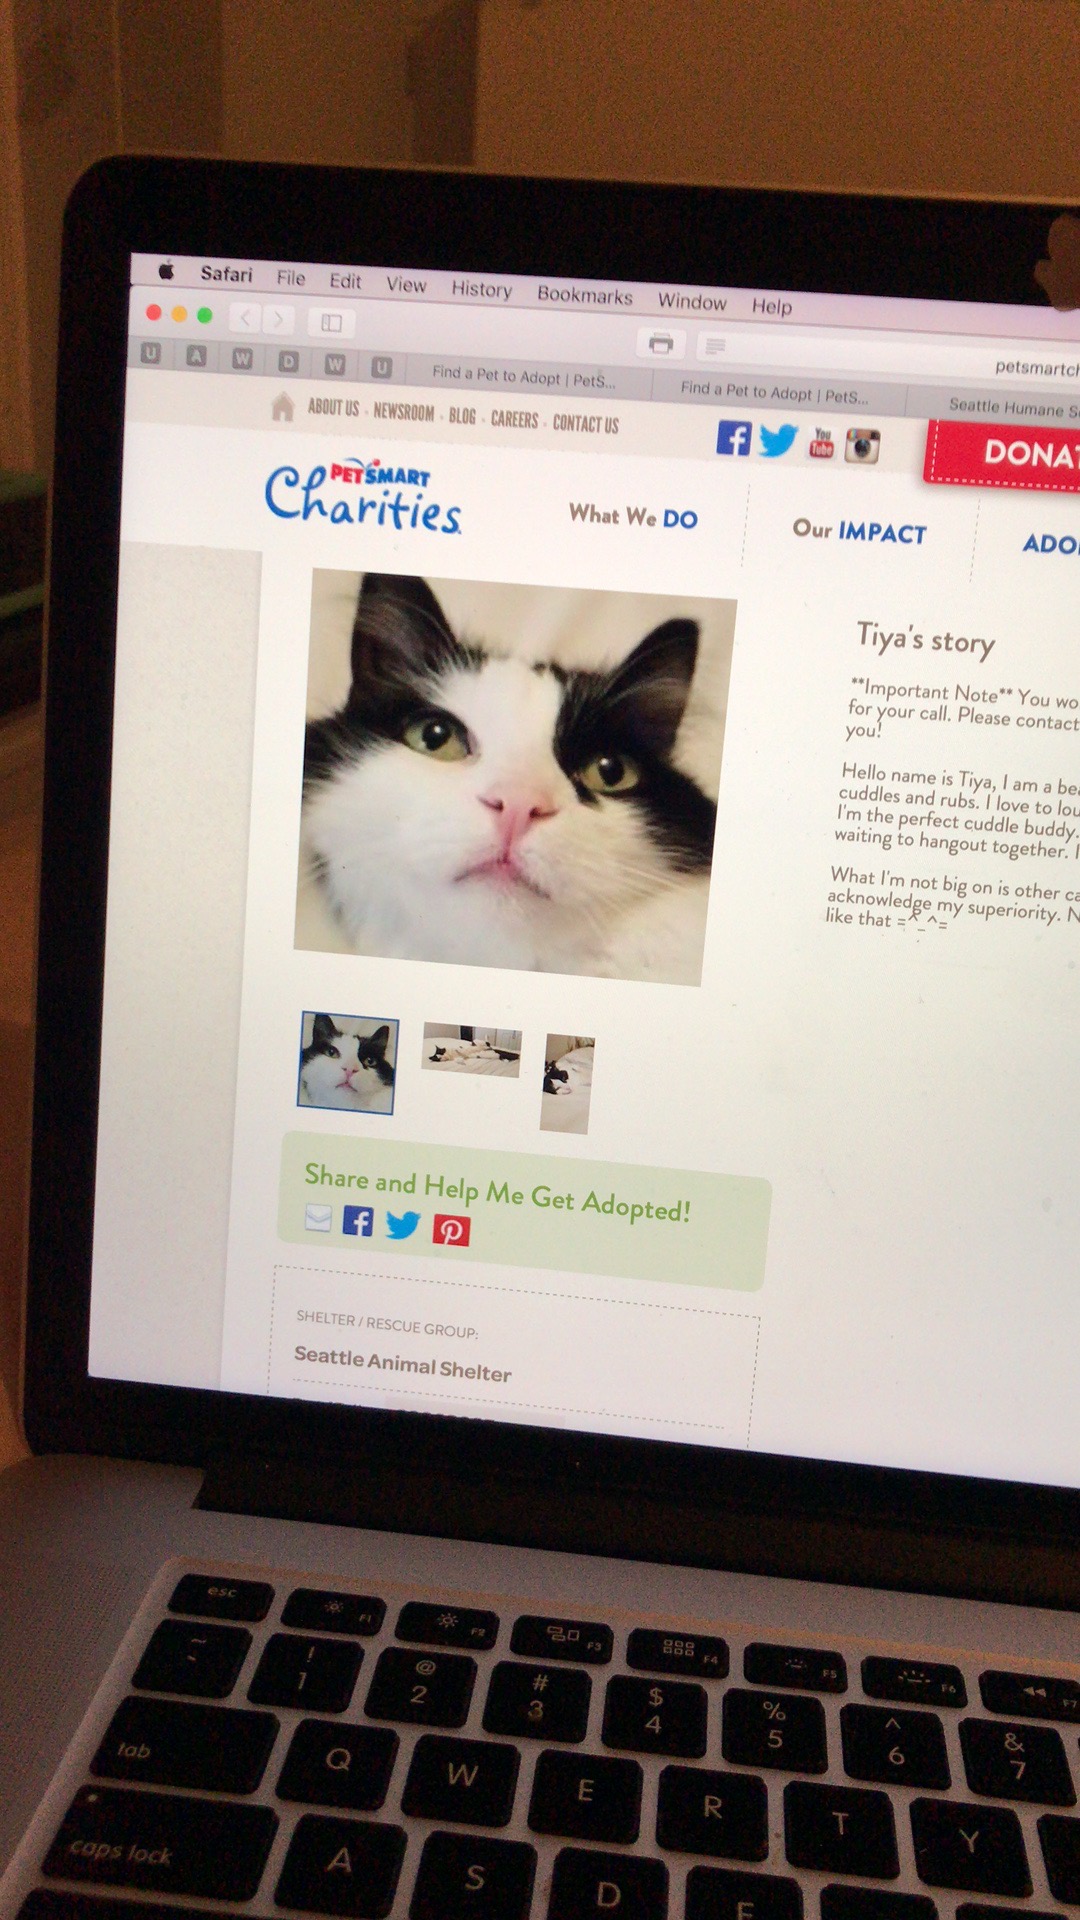 Safari File Edit View History Bookmarks Window Help
petsmartch
U A W D W U Find a Pet to Adopt | PetS... Find a Pet to Adopt | PetS... Seattle Humane S
ABOUT US • NEWSROOM • BLOG • CAREERS • CONTACT US
You
Tube
DONAT
PETSMART
Charities
What We DO
Our IMPACT
ADO
Tiya's story
**Important Note** You wo
for your call. Please contact
you!
Hello name is Tiya, I am a bea
cuddles and rubs. I love to lou
I'm the perfect cuddle buddy.
waiting to hangout together. I
What I'm not big on is other ca
acknowledge my superiority. N
like that =^_^=
Share and Help Me Get Adopted!
SHELTER / RESCUE GROUP:
Seattle Animal Shelter
esc F1 F2 F3 F4 F5 F6 F7
~ ! @ # $ % ^ &
` 1 2 3 4 5 6 7
tab Q W E R T Y
caps lock A S D F